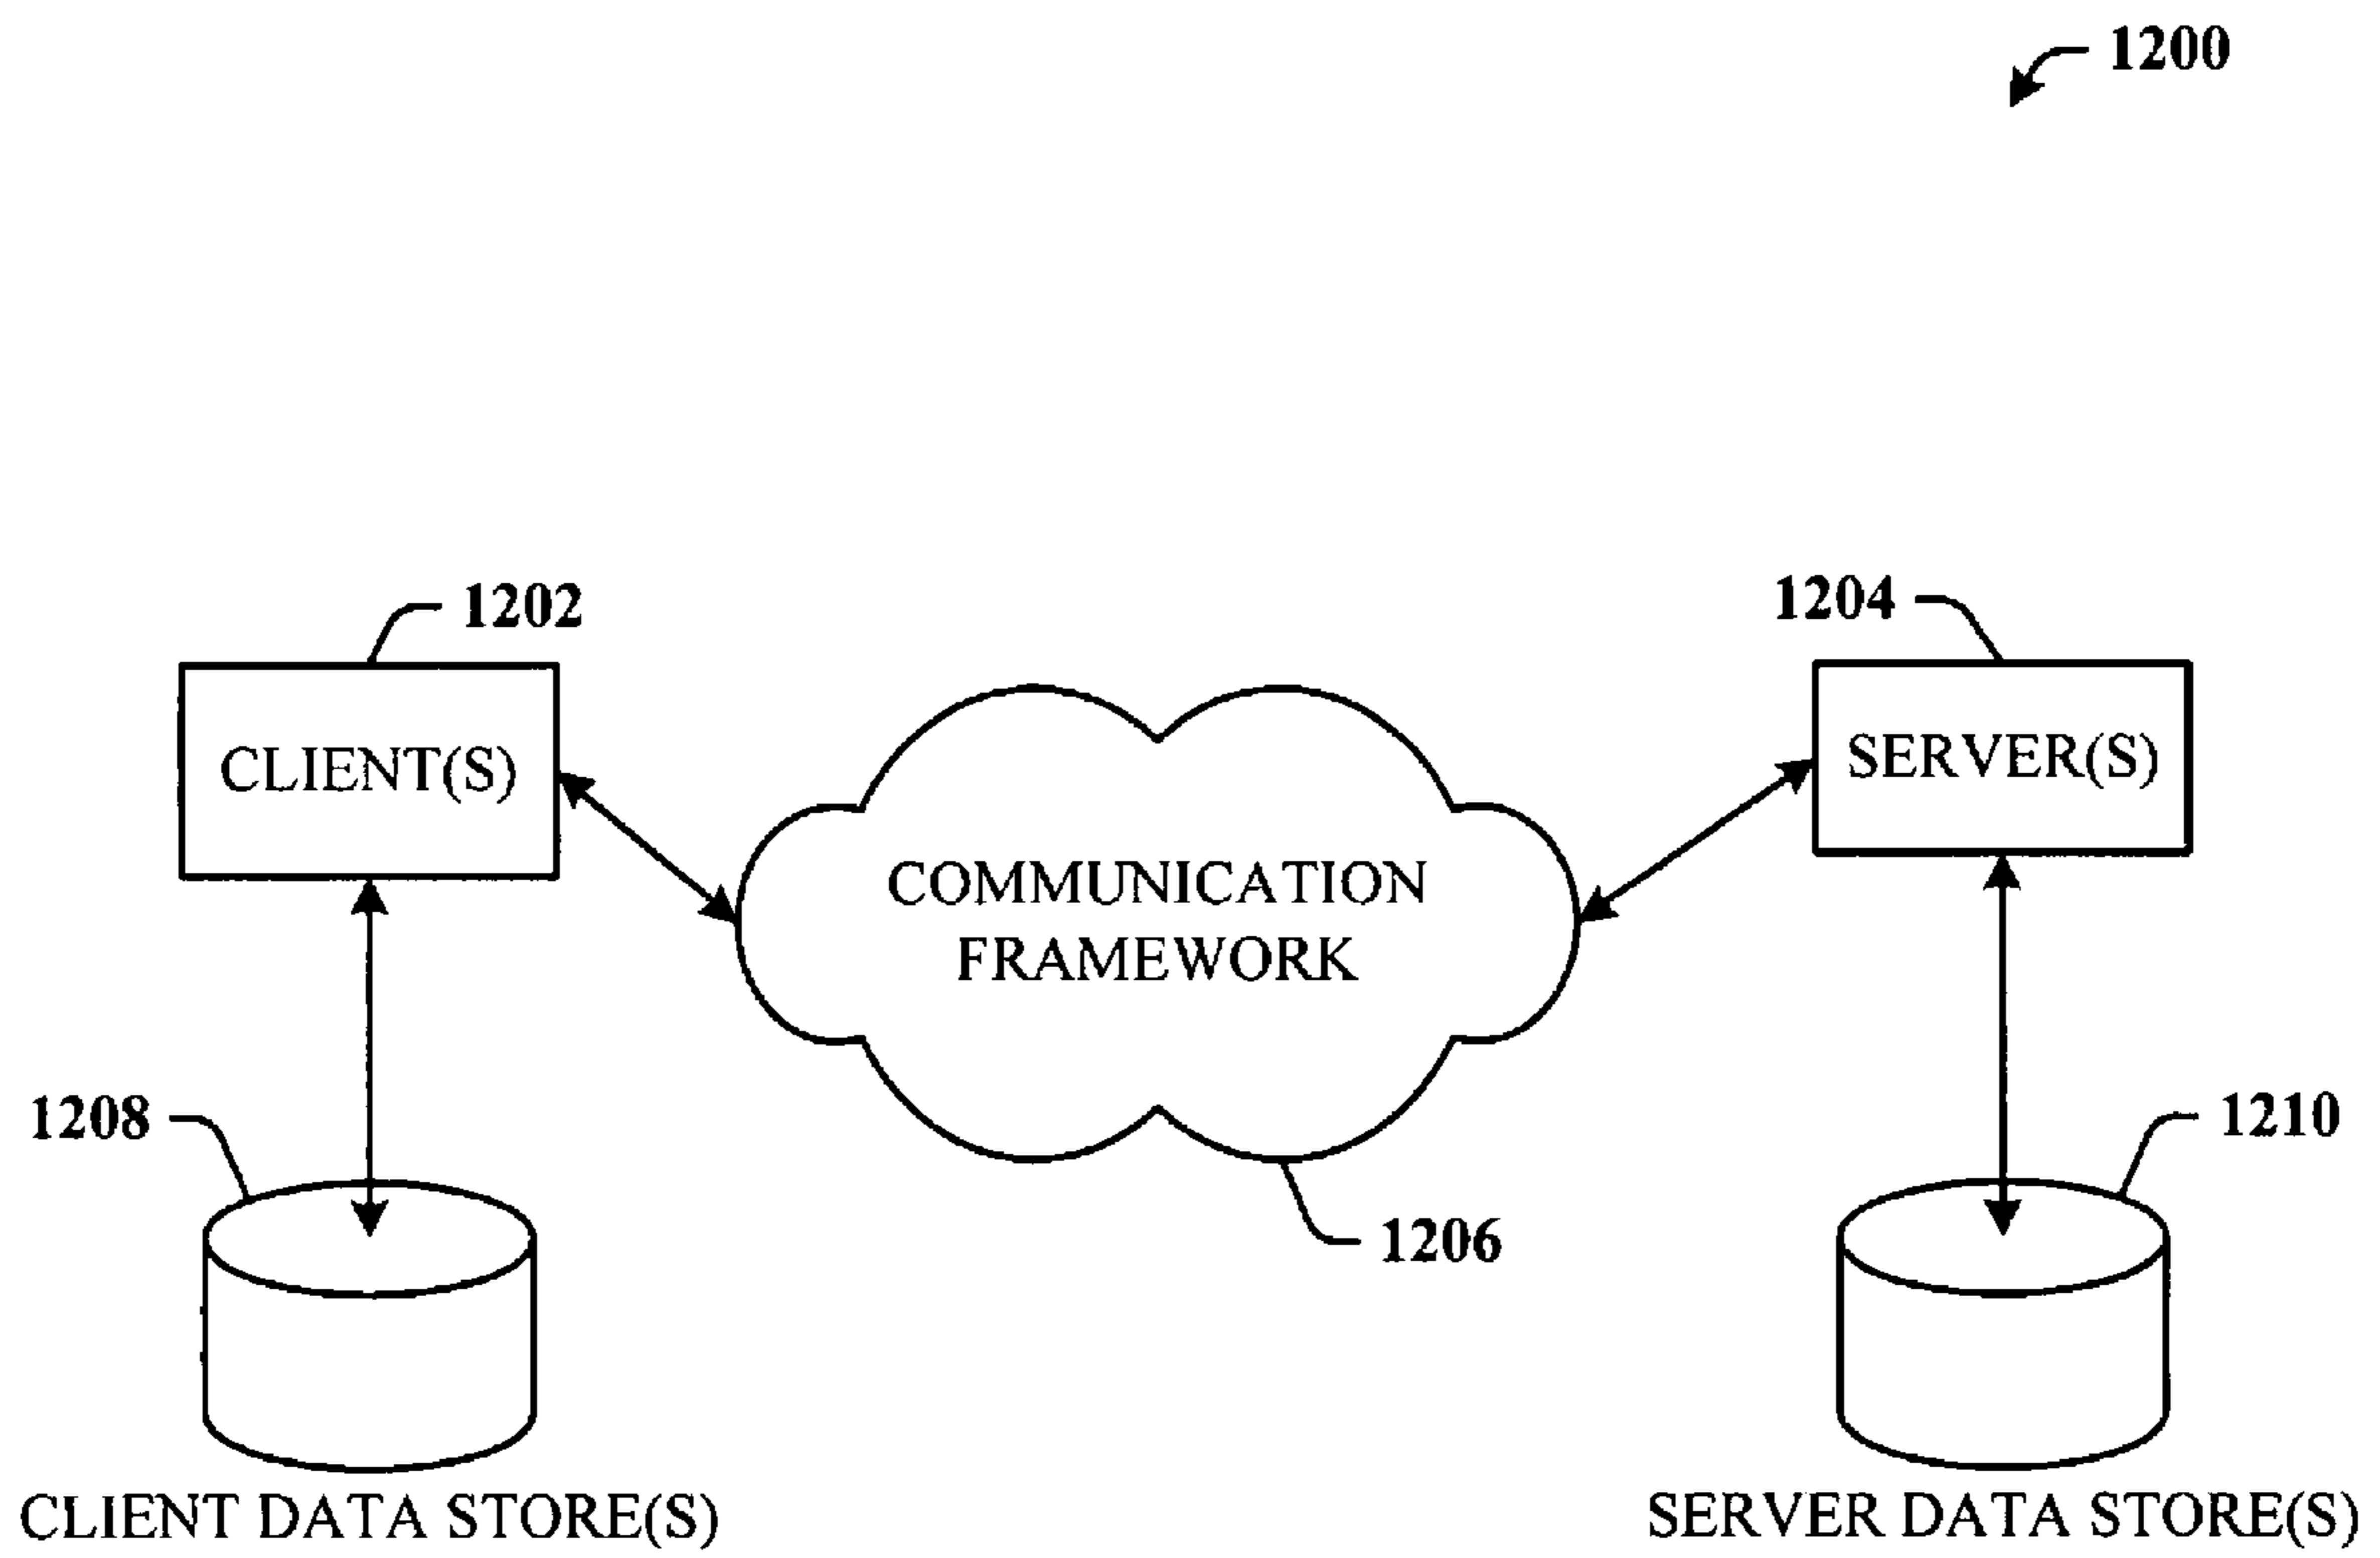 1200
1202
1204
CLIENT(S)
SERVER(S)
COMMUNICATION
FRAMEWORK
1208
1210
1206
CLIENT DATA STORE(S)
SERVER DATA STORE(S)